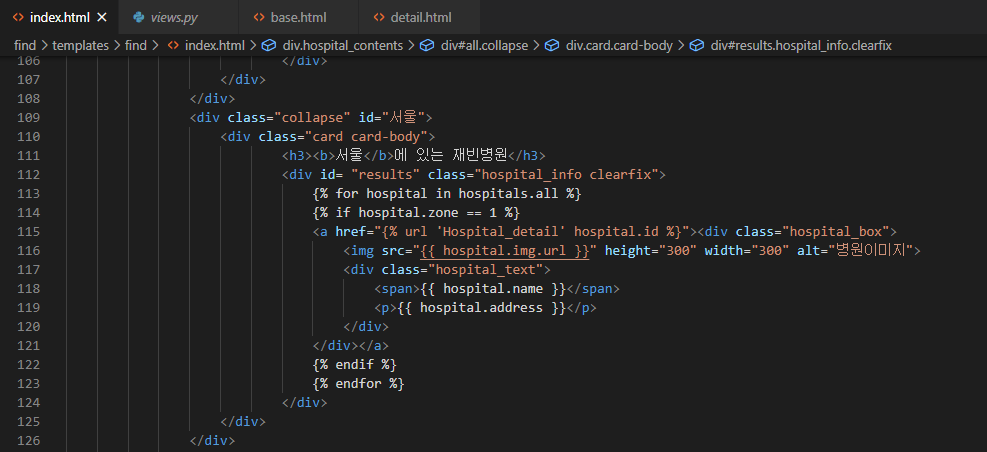 index.html views.py base.html detail.html
find > templates > find > index.html > div.hospital_contents > div#all.collapse > div.card.card-body > div#results.hospital_info.clearfix
106 </div>
107 </div>
108 </div>
109 <div class="collapse" id="서울">
110 <div class="card card-body">
111 <h3><b>서울</b>에 있는 재빈병원</h3>
112 <div id= "results" class="hospital_info clearfix">
113 {% for hospital in hospitals.all %}
114 {% if hospital.zone == 1 %}
115 <a href="{% url 'Hospital_detail' hospital.id %}"><div class="hospital_box">
116 <img src="{{ hospital.img.url }}" height="300" width="300" alt="병원이미지">
117 <div class="hospital_text">
118 <span>{{ hospital.name }}</span>
119 <p>{{ hospital.address }}</p>
120 </div>
121 </div></a>
122 {% endif %}
123 {% endfor %}
124 </div>
125 </div>
126 </div>